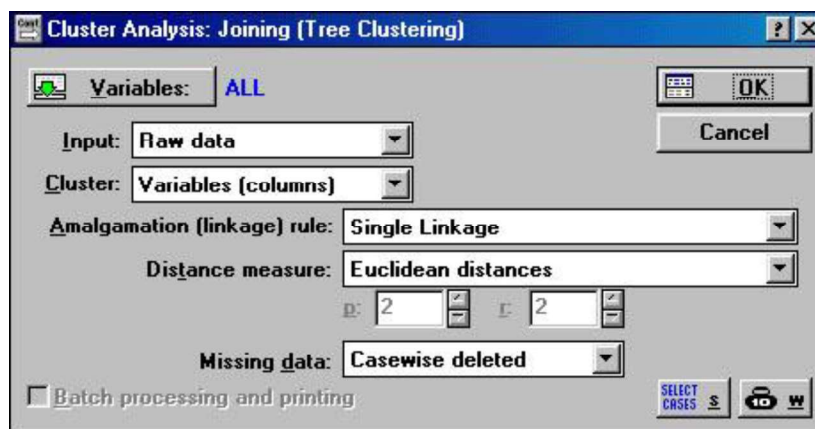 Cluster Analysis: Joining (Tree Clustering)
Variables: ALL
OK
Cancel
Input: Raw data
Cluster: Variables (columns)
Amalgamation (linkage) rule: Single Linkage
Distance measure: Euclidean distances
p: 2 r: 2
Missing data: Casewise deleted
Batch processing and printing
SELECT CASES S
10 w